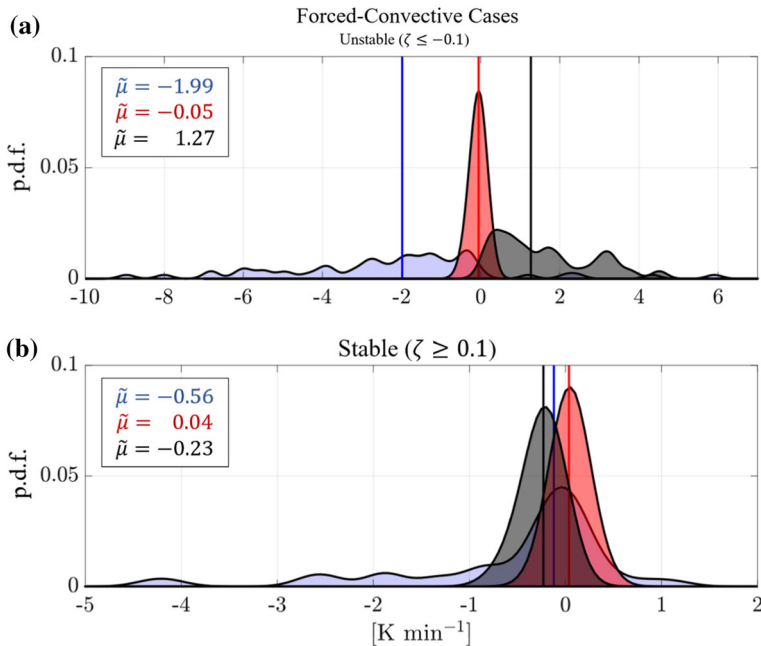 (a)
Forced-Convective Cases
Unstable (ζ ≤ −0.1)
0.1
0.05
0
p.d.f.
μ̃ = −1.99
μ̃ = −0.05
μ̃ = 1.27
-10 -8 -6 -4 -2 0 2 4 6
(b)
Stable (ζ ≥ 0.1)
0.1
0.05
0
p.d.f.
μ̃ = −0.56
μ̃ = 0.04
μ̃ = −0.23
-5 -4 -3 -2 -1 0 1 2
[K min⁻¹]